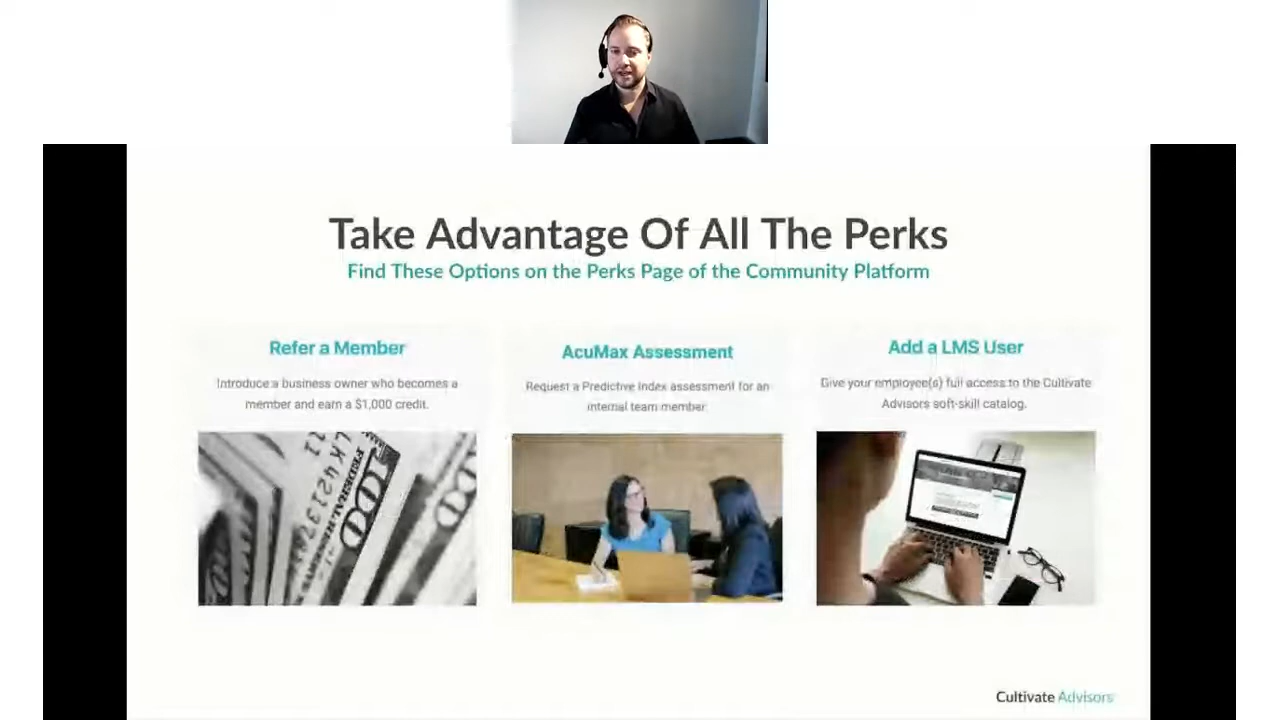 Take Advantage Of All The Perks
Find These Options on the Perks Page of the Community Platform
Refer a Member
Introduce a business owner who becomes a
member and earn a $1,000 credit.
AcuMax Assessment
Request a Predictive Index assessment for an
internal team member.
Add a LMS User
Give your employee(s) full access to the Cultivate
Advisors soft-skill catalog.
100
Cultivate Advisors